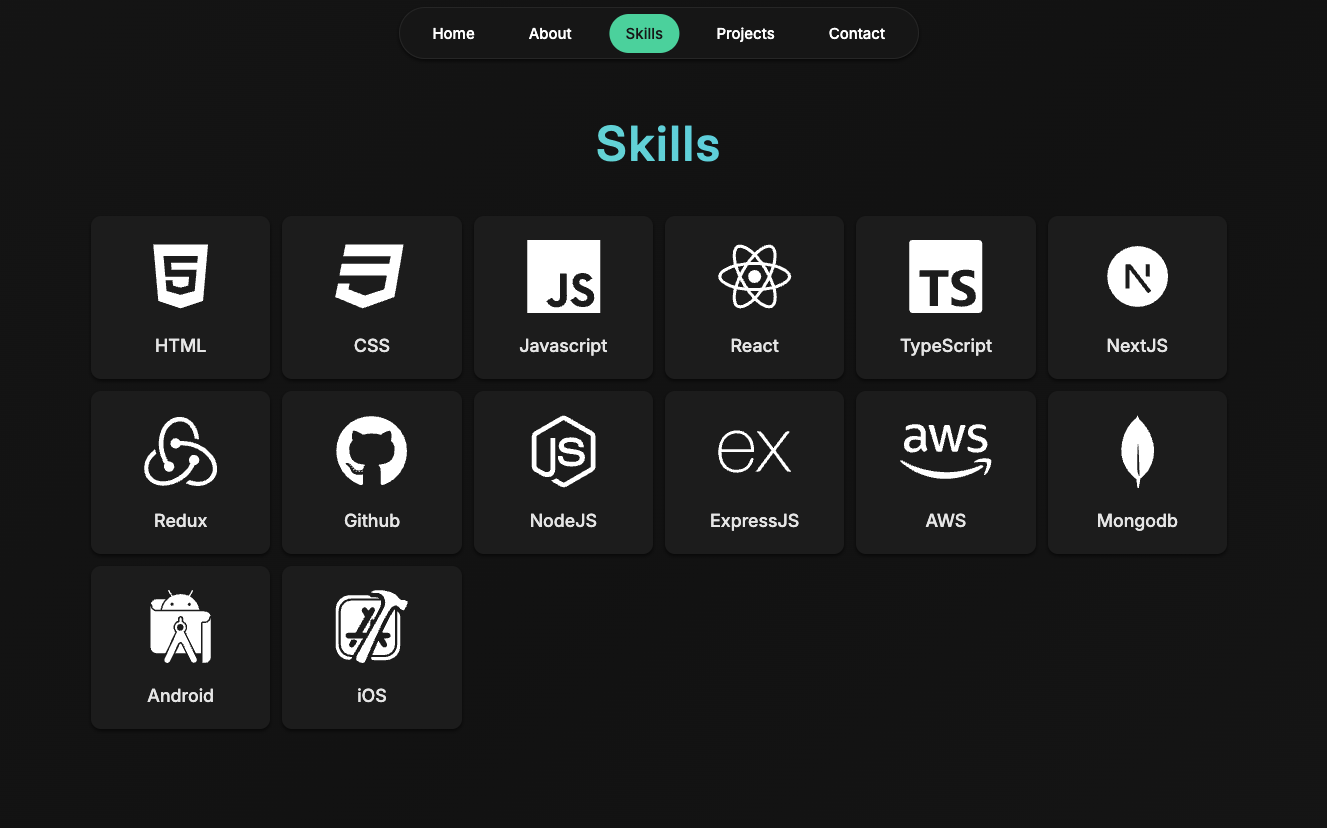 Home About Skills Projects Contact
Skills
5 JS TS N
HTML CSS Javascript React TypeScript NextJS
JS ex aws
Redux Github NodeJS ExpressJS AWS Mongodb
Android iOS